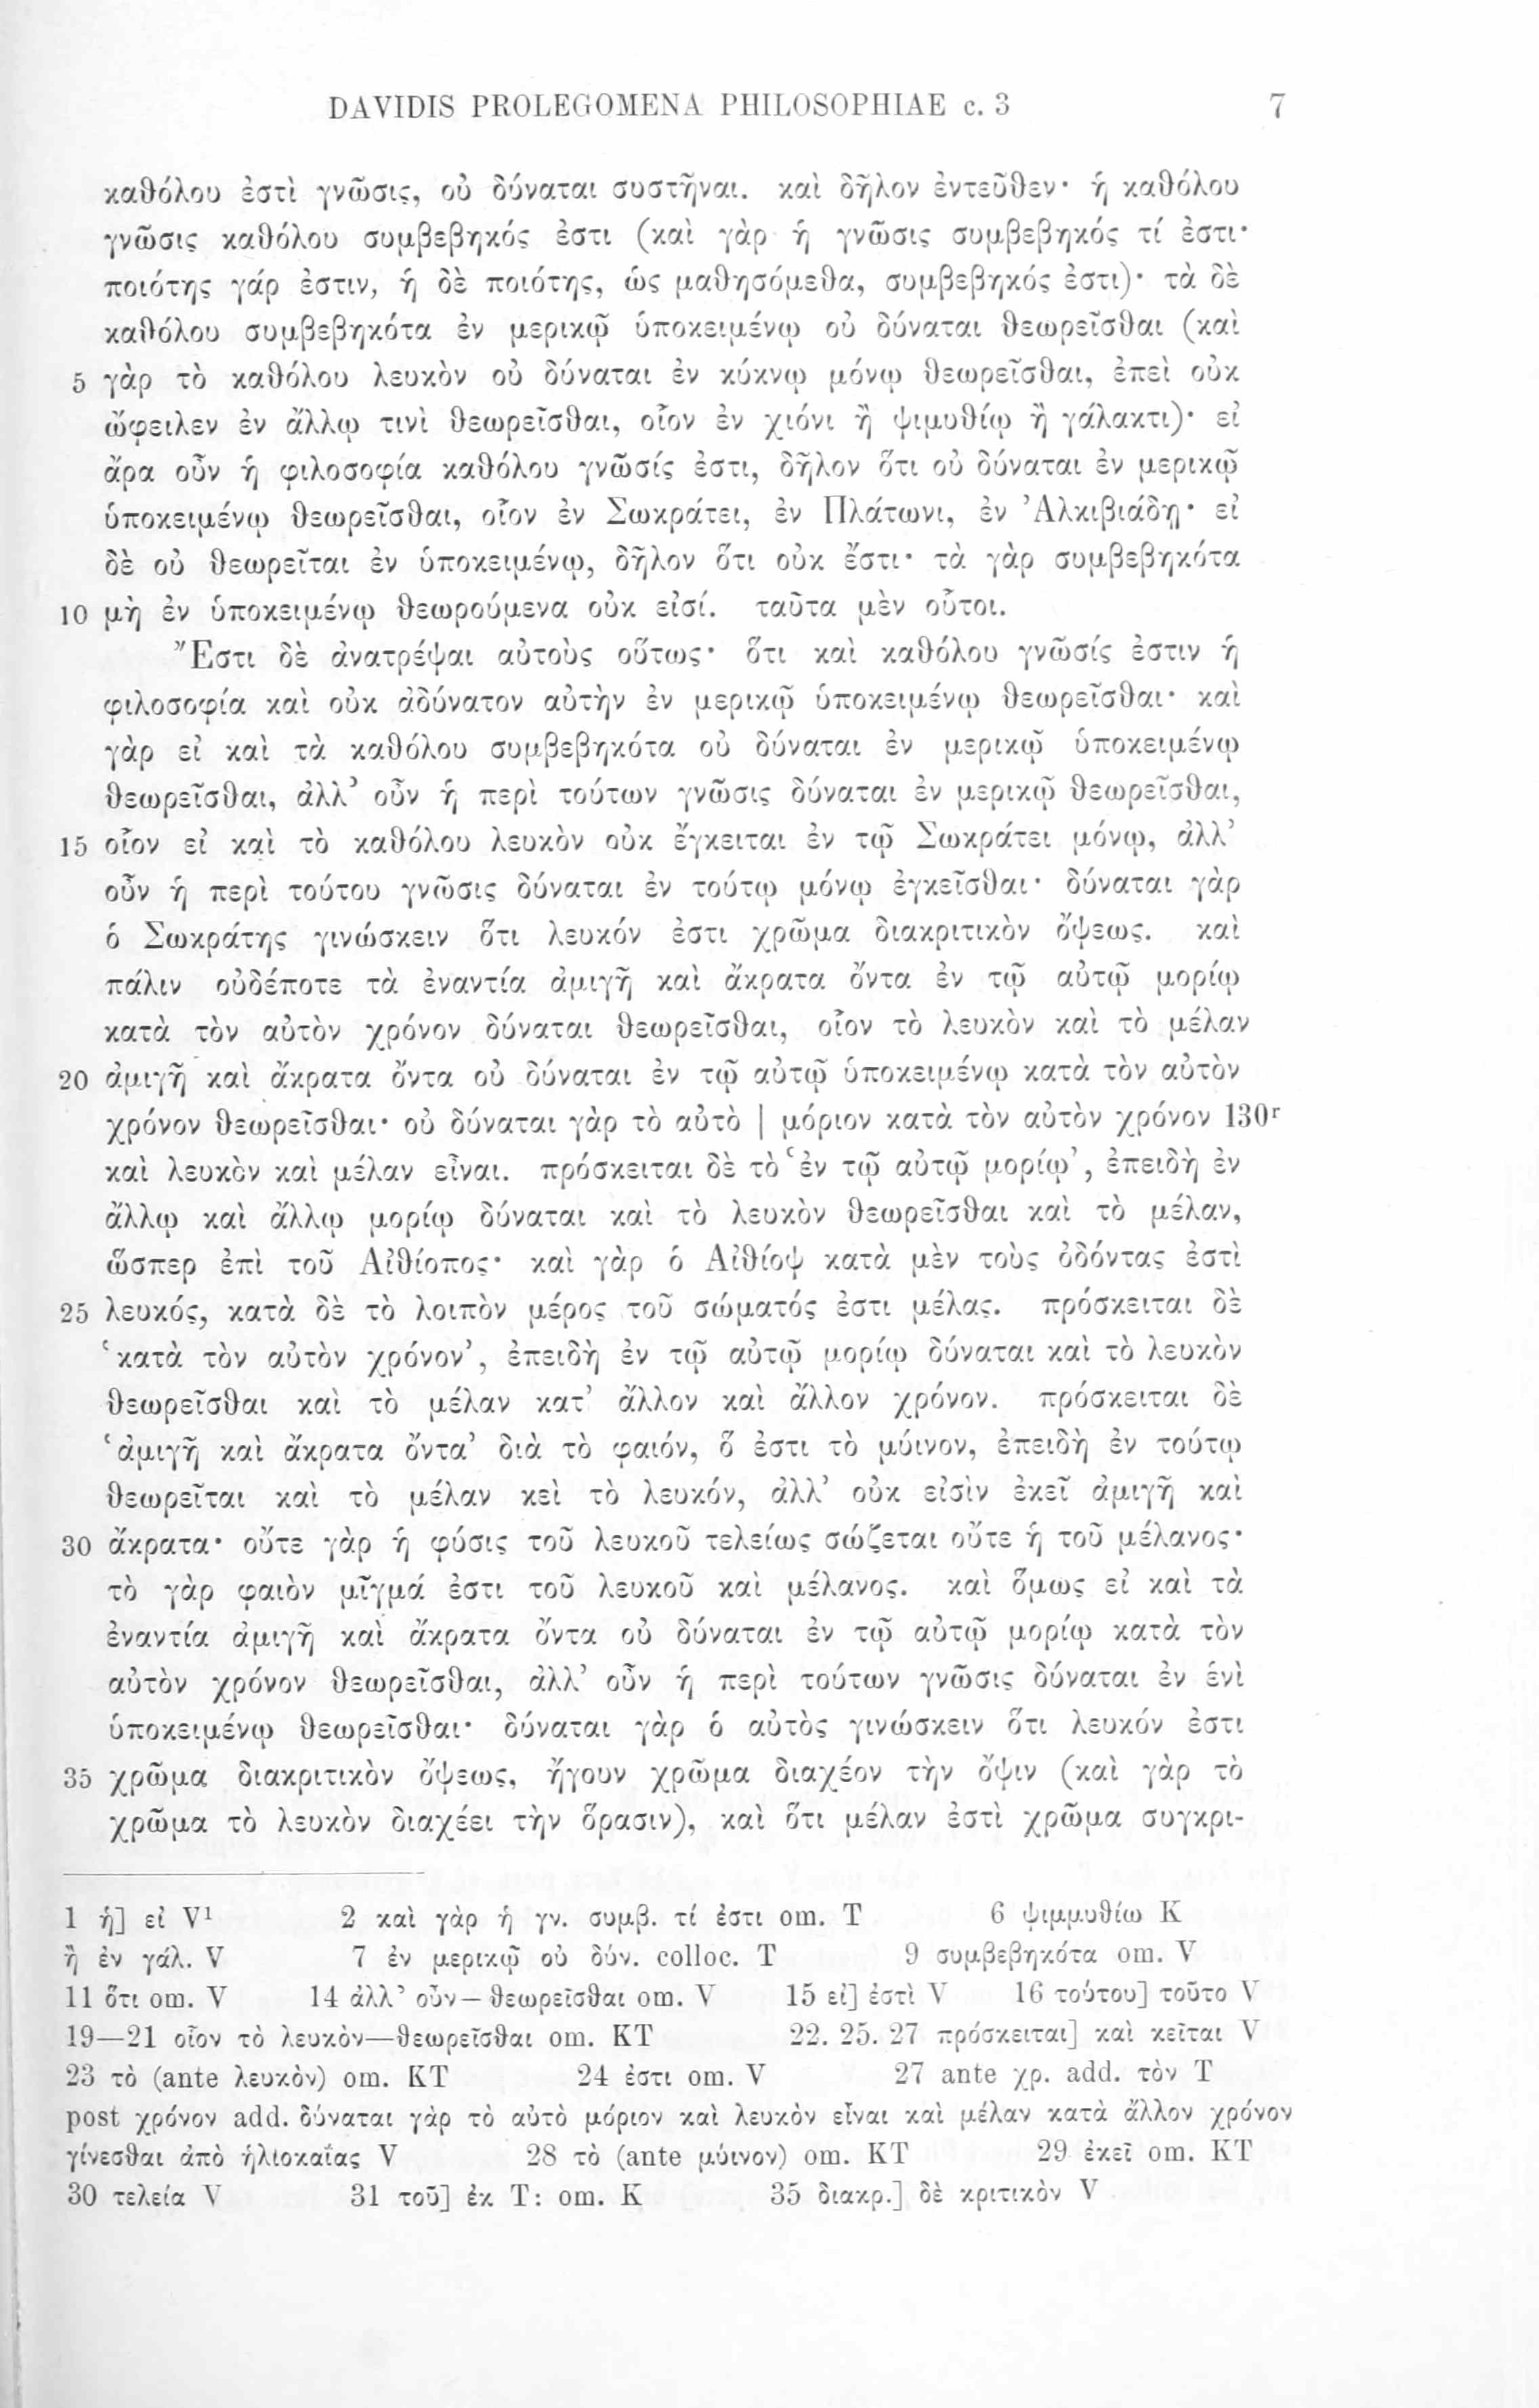 DAVIDIS PROLEGOMENA PHILOSOPHIAE c. 3 7
καθόλου ἐστὶ γνῶσις, οὐ δύναται συστῆναι. καὶ δῆλον ἐντεῦθεν· ἡ καθόλου
γνῶσις καθόλου συμβεβηκός ἐστι (καὶ γὰρ ἡ γνῶσις συμβεβηκός τί ἐστι·
ποιότης γάρ ἐστιν, ἡ δὲ ποιότης, ὡς μαθησόμεθα, συμβεβηκός ἐστι)· τὰ δὲ
καθόλου συμβεβηκότα ἐν μερικῷ ὑποκειμένῳ οὐ δύναται θεωρεῖσθαι (καὶ
5 γὰρ τὸ καθόλου λευκὸν οὐ δύναται ἐν κύκνῳ μόνῳ θεωρεῖσθαι, ἐπεὶ οὐκ
ὤφειλεν ἐν ἄλλῳ τινὶ θεωρεῖσθαι, οἷον ἐν χιόνι ἢ ψιμυθίῳ ἢ γάλακτι)· εἰ
ἄρα οὖν ἡ φιλοσοφία καθόλου γνῶσίς ἐστι, δῆλον ὅτι οὐ δύναται ἐν μερικῷ
ὑποκειμένῳ θεωρεῖσθαι, οἷον ἐν Σωκράτει, ἐν Πλάτωνι, ἐν Ἀλκιβιάδῃ· εἰ
δὲ οὐ θεωρεῖται ἐν ὑποκειμένῳ, δῆλον ὅτι οὐκ ἔστι· τὰ γὰρ συμβεβηκότα
10 μὴ ἐν ὑποκειμένῳ θεωρούμενα οὐκ εἰσί. ταῦτα μὲν οὗτοι.
Ἔστι δὲ ἀνατρέψαι αὐτοὺς οὕτως· ὅτι καὶ καθόλου γνῶσίς ἐστιν ἡ
φιλοσοφία καὶ οὐκ ἀδύνατον αὐτὴν ἐν μερικῷ ὑποκειμένῳ θεωρεῖσθαι· καὶ
γὰρ εἰ καὶ τὰ καθόλου συμβεβηκότα οὐ δύναται ἐν μερικῷ ὑποκειμένῳ
θεωρεῖσθαι, ἀλλ’ οὖν ἡ περὶ τούτων γνῶσις δύναται ἐν μερικῷ θεωρεῖσθαι,
15 οἷον εἰ καὶ τὸ καθόλου λευκὸν οὐκ ἔγκειται ἐν τῷ Σωκράτει μόνῳ, ἀλλ’
οὖν ἡ περὶ τούτου γνῶσις δύναται ἐν τούτῳ μόνῳ ἐγκεῖσθαι· δύναται γὰρ
ὁ Σωκράτης γινώσκειν ὅτι λευκόν ἐστι χρῶμα διακριτικὸν ὄψεως. καὶ
πάλιν οὐδέποτε τὰ ἐναντία ἀμιγῆ καὶ ἄκρατα ὄντα ἐν τῷ αὐτῷ μορίῳ
κατὰ τὸν αὐτὸν χρόνον δύναται θεωρεῖσθαι, οἷον τὸ λευκὸν καὶ τὸ μέλαν
20 ἀμιγῆ καὶ ἄκρατα ὄντα οὐ δύναται ἐν τῷ αὐτῷ ὑποκειμένῳ κατὰ τὸν αὐτὸν
χρόνον θεωρεῖσθαι· οὐ δύναται γὰρ τὸ αὐτὸ | μόριον κατὰ τὸν αὐτὸν χρόνον 130ʳ
καὶ λευκὸν καὶ μέλαν εἶναι. πρόσκειται δὲ τὸ ‘ἐν τῷ αὐτῷ μορίῳ’, ἐπειδὴ ἐν
ἄλλῳ καὶ ἄλλῳ μορίῳ δύναται καὶ τὸ λευκὸν θεωρεῖσθαι καὶ τὸ μέλαν,
ὥσπερ ἐπὶ τοῦ Αἰθίοπος· καὶ γὰρ ὁ Αἰθίοψ κατὰ μὲν τοὺς ὀδόντας ἐστὶ
25 λευκός, κατὰ δὲ τὸ λοιπὸν μέρος τοῦ σώματός ἐστι μέλας. πρόσκειται δὲ
‘κατὰ τὸν αὐτὸν χρόνον’, ἐπειδὴ ἐν τῷ αὐτῷ μορίῳ δύναται καὶ τὸ λευκὸν
θεωρεῖσθαι καὶ τὸ μέλαν κατ’ ἄλλον καὶ ἄλλον χρόνον. πρόσκειται δὲ
‘ἀμιγῆ καὶ ἄκρατα ὄντα’ διὰ τὸ φαιόν, ὅ ἐστι τὸ μύινον, ἐπειδὴ ἐν τούτῳ
θεωρεῖται καὶ τὸ μέλαν κεὶ τὸ λευκόν, ἀλλ’ οὐκ εἰσὶν ἐκεῖ ἀμιγῆ καὶ
30 ἄκρατα· οὔτε γὰρ ἡ φύσις τοῦ λευκοῦ τελείως σώζεται οὔτε ἡ τοῦ μέλανος·
τὸ γὰρ φαιὸν μῖγμά ἐστι τοῦ λευκοῦ καὶ μέλανος. καὶ ὅμως εἰ καὶ τὰ
ἐναντία ἀμιγῆ καὶ ἄκρατα ὄντα οὐ δύναται ἐν τῷ αὐτῷ μορίῳ κατὰ τὸν
αὐτὸν χρόνον θεωρεῖσθαι, ἀλλ’ οὖν ἡ περὶ τούτων γνῶσις δύναται ἐν ἑνὶ
ὑποκειμένῳ θεωρεῖσθαι· δύναται γὰρ ὁ αὐτὸς γινώσκειν ὅτι λευκόν ἐστι
35 χρῶμα διακριτικὸν ὄψεως, ἤγουν χρῶμα διαχέον τὴν ὄψιν (καὶ γὰρ τὸ
χρῶμα τὸ λευκὸν διαχέει τὴν ὅρασιν), καὶ ὅτι μέλαν ἐστὶ χρῶμα συγκρι-
1 ἡ] εἰ V¹ 2 καὶ γὰρ ἡ γν. συμβ. τί ἐστι om. T 6 ψιμμυθίω K
ἢ ἐν γάλ. V 7 ἐν μερικῷ οὐ δύν. colloc. T 9 συμβεβηκότα om. V
11 ὅτι om. V 14 ἀλλ’ οὖν—θεωρεῖσθαι om. V 15 εἰ] ἐστὶ V 16 τούτου] τοῦτο V
19—21 οἷον τὸ λευκὸν—θεωρεῖσθαι om. KT 22. 25. 27 πρόσκειται] καὶ κεῖται V
23 τὸ (ante λευκὸν) om. KT 24 ἐστι om. V 27 ante χρ. add. τὸν T
post χρόνον add. δύναται γὰρ τὸ αὐτὸ μόριον καὶ λευκὸν εἶναι καὶ μέλαν κατὰ ἄλλον χρόνον
γίνεσθαι ἀπὸ ἡλιοκαΐας V 28 τὸ (ante μύινον) om. KT 29 ἐκεῖ om. KT
30 τελεία V 31 τοῦ] ἐκ T: om. K 35 διακρ.] δὲ κριτικὸν V